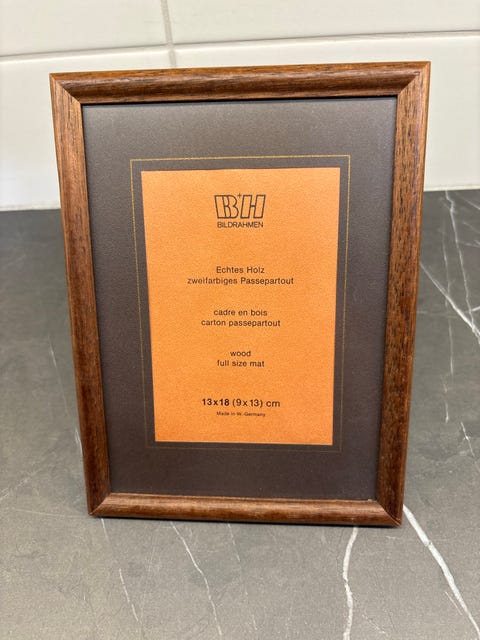 B+H
BILDRAHMEN
Echtes Holz
zweifarbiges Passepartout
cadre en bois
carton passepartout
wood
full size mat
13x18 (9x13) cm
Made in W.-Germany